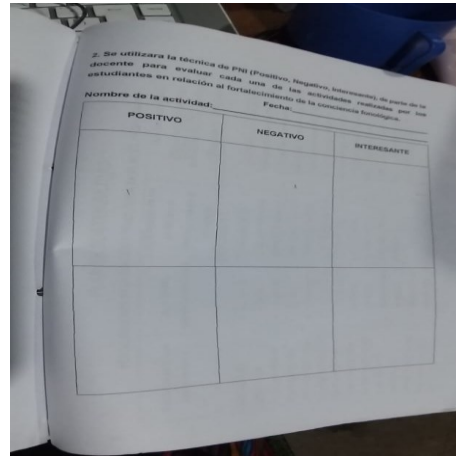 2. Se utilizara la técnica de PNI (Positivo, Negativo, Interesante), de parte de la
docente para evaluar cada una de las actividades realizadas por los
estudiantes en relación al fortalecimiento de la conciencia fonológica.
Nombre de la actividad: Fecha:
POSITIVO NEGATIVO INTERESANTE